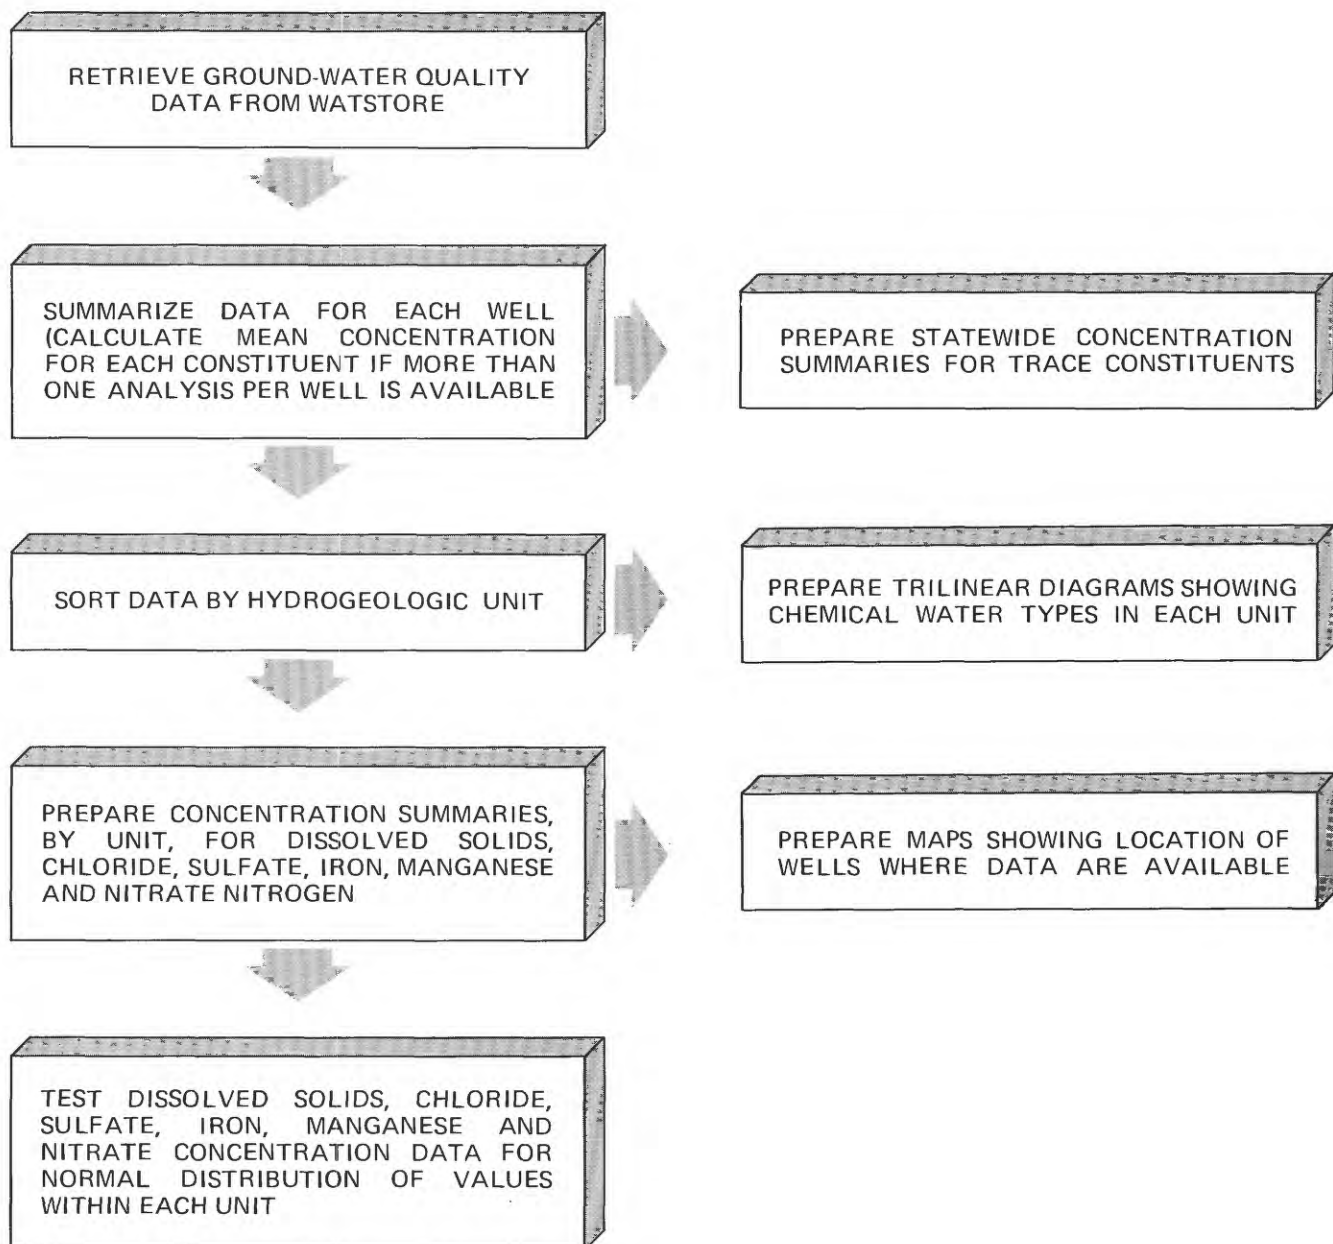 RETRIEVE GROUND-WATER QUALITY
DATA FROM WATSTORE
SUMMARIZE DATA FOR EACH WELL
(CALCULATE MEAN CONCENTRATION
FOR EACH CONSTITUENT IF MORE THAN
ONE ANALYSIS PER WELL IS AVAILABLE
PREPARE STATEWIDE CONCENTRATION
SUMMARIES FOR TRACE CONSTITUENTS
SORT DATA BY HYDROGEOLOGIC UNIT
PREPARE TRILINEAR DIAGRAMS SHOWING
CHEMICAL WATER TYPES IN EACH UNIT
PREPARE CONCENTRATION SUMMARIES,
BY UNIT, FOR DISSOLVED SOLIDS,
CHLORIDE, SULFATE, IRON, MANGANESE
AND NITRATE NITROGEN
PREPARE MAPS SHOWING LOCATION OF
WELLS WHERE DATA ARE AVAILABLE
TEST DISSOLVED SOLIDS, CHLORIDE,
SULFATE, IRON, MANGANESE AND
NITRATE CONCENTRATION DATA FOR
NORMAL DISTRIBUTION OF VALUES
WITHIN EACH UNIT